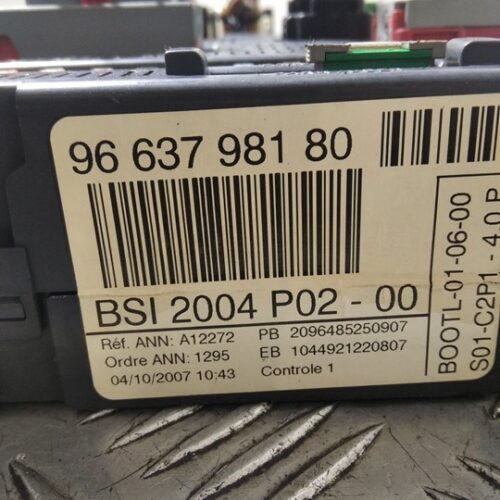 96 637 981 80
BSI 2004 P02 - 00
Réf. ANN: A12272 PB 2096485250907
Ordre ANN: 1295 EB 1044921220807
04/10/2007 10:43 Controle 1
BOOTL-01-06-00
S01-C2P1 - 4.0 P